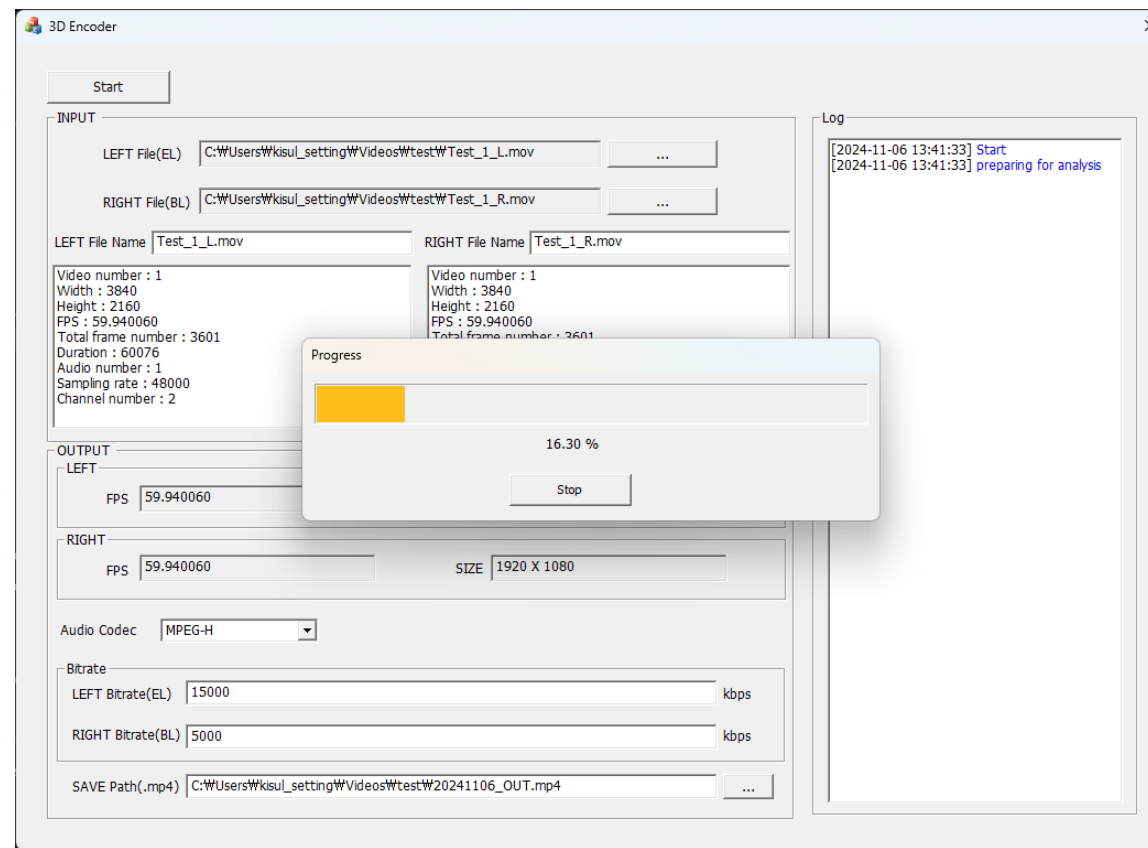 3D Encoder
Start
INPUT
LEFT File(EL) C:₩Users₩kisul_setting₩Videos₩test₩Test_1_L.mov ...
RIGHT File(BL) C:₩Users₩kisul_setting₩Videos₩test₩Test_1_R.mov ...
LEFT File Name Test_1_L.mov
RIGHT File Name Test_1_R.mov
Video number : 1
Width : 3840
Height : 2160
FPS : 59.940060
Total frame number : 3601
Duration : 60076
Audio number : 1
Sampling rate : 48000
Channel number : 2
Video number : 1
Width : 3840
Height : 2160
FPS : 59.940060
Total frame number : 3601
Progress
16.30 %
Stop
OUTPUT
LEFT
FPS 59.940060
RIGHT
FPS 59.940060 SIZE 1920 X 1080
Audio Codec MPEG-H
Bitrate
LEFT Bitrate(EL) 15000 kbps
RIGHT Bitrate(BL) 5000 kbps
SAVE Path(.mp4) C:₩Users₩kisul_setting₩Videos₩test₩20241106_OUT.mp4 ...
Log
[2024-11-06 13:41:33] Start
[2024-11-06 13:41:33] preparing for analysis